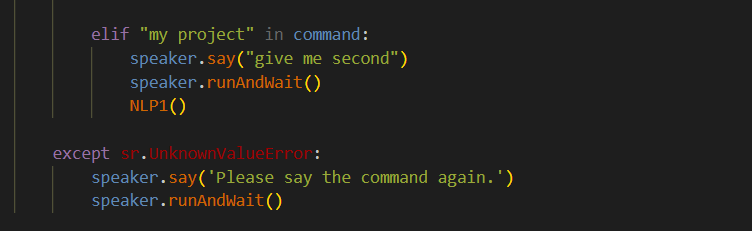 elif "my project" in command:
speaker.say("give me second")
speaker.runAndWait()
NLP1()
except sr.UnknownValueError:
speaker.say('Please say the command again.')
speaker.runAndWait()